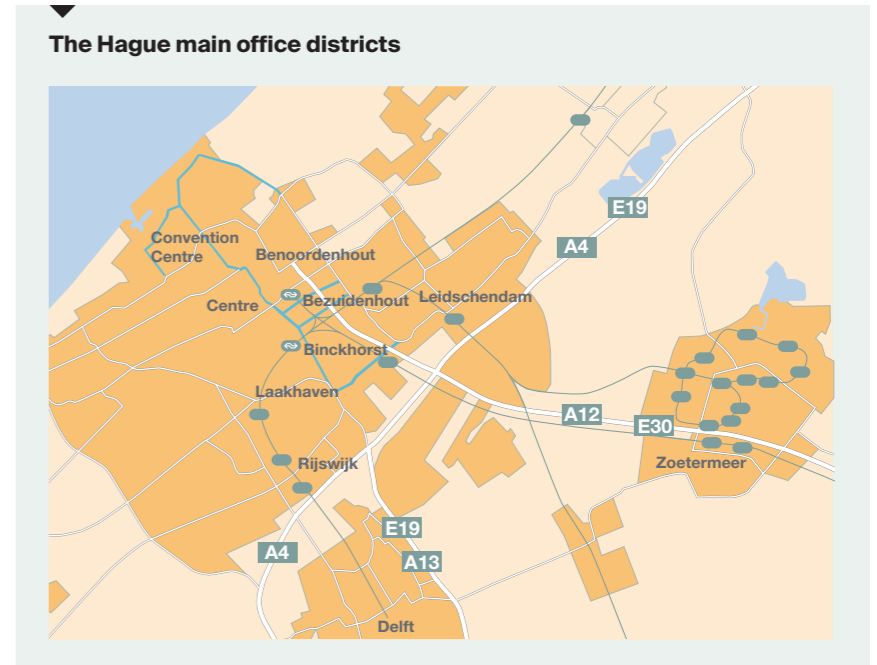 The Hague main office districts
E19
A4
Convention
Centre
Benoordenhout
Centre
Bezuidenhout
Leidschendam
Binckhorst
Laakhaven
A12
E30
Rijswijk
Zoetermeer
E19
A4
A13
Delft